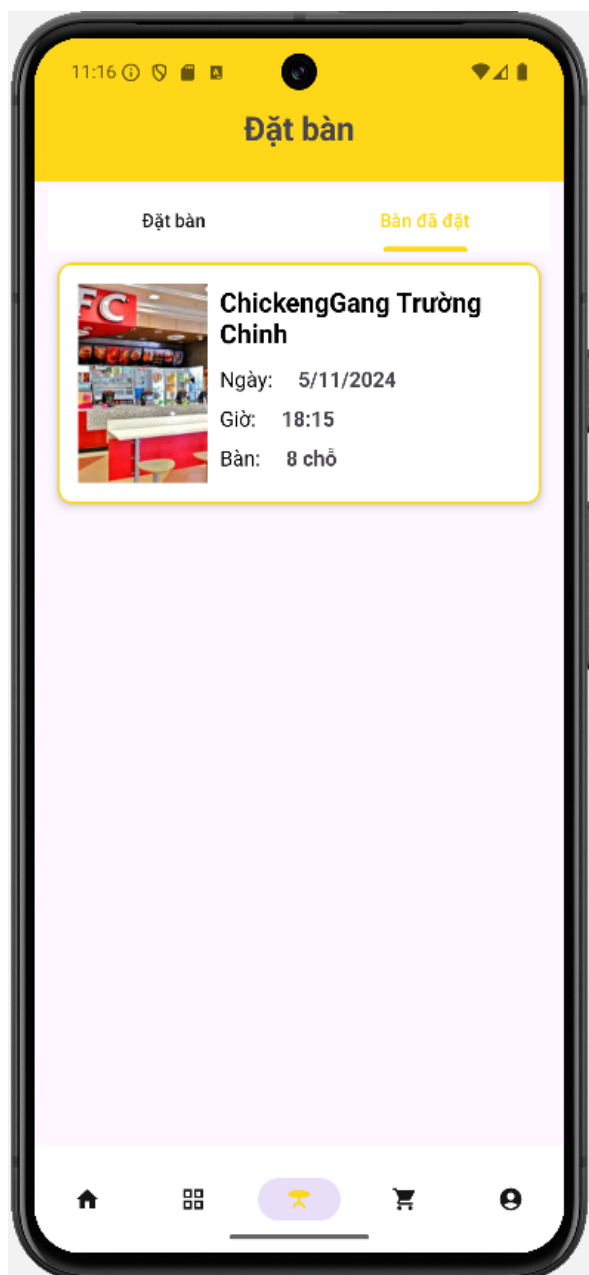 11:16
Đặt bàn
Đặt bàn
Bàn đã đặt
FC
ChickengGang Trường
Chinh
Ngày: 5/11/2024
Giờ: 18:15
Bàn: 8 chỗ